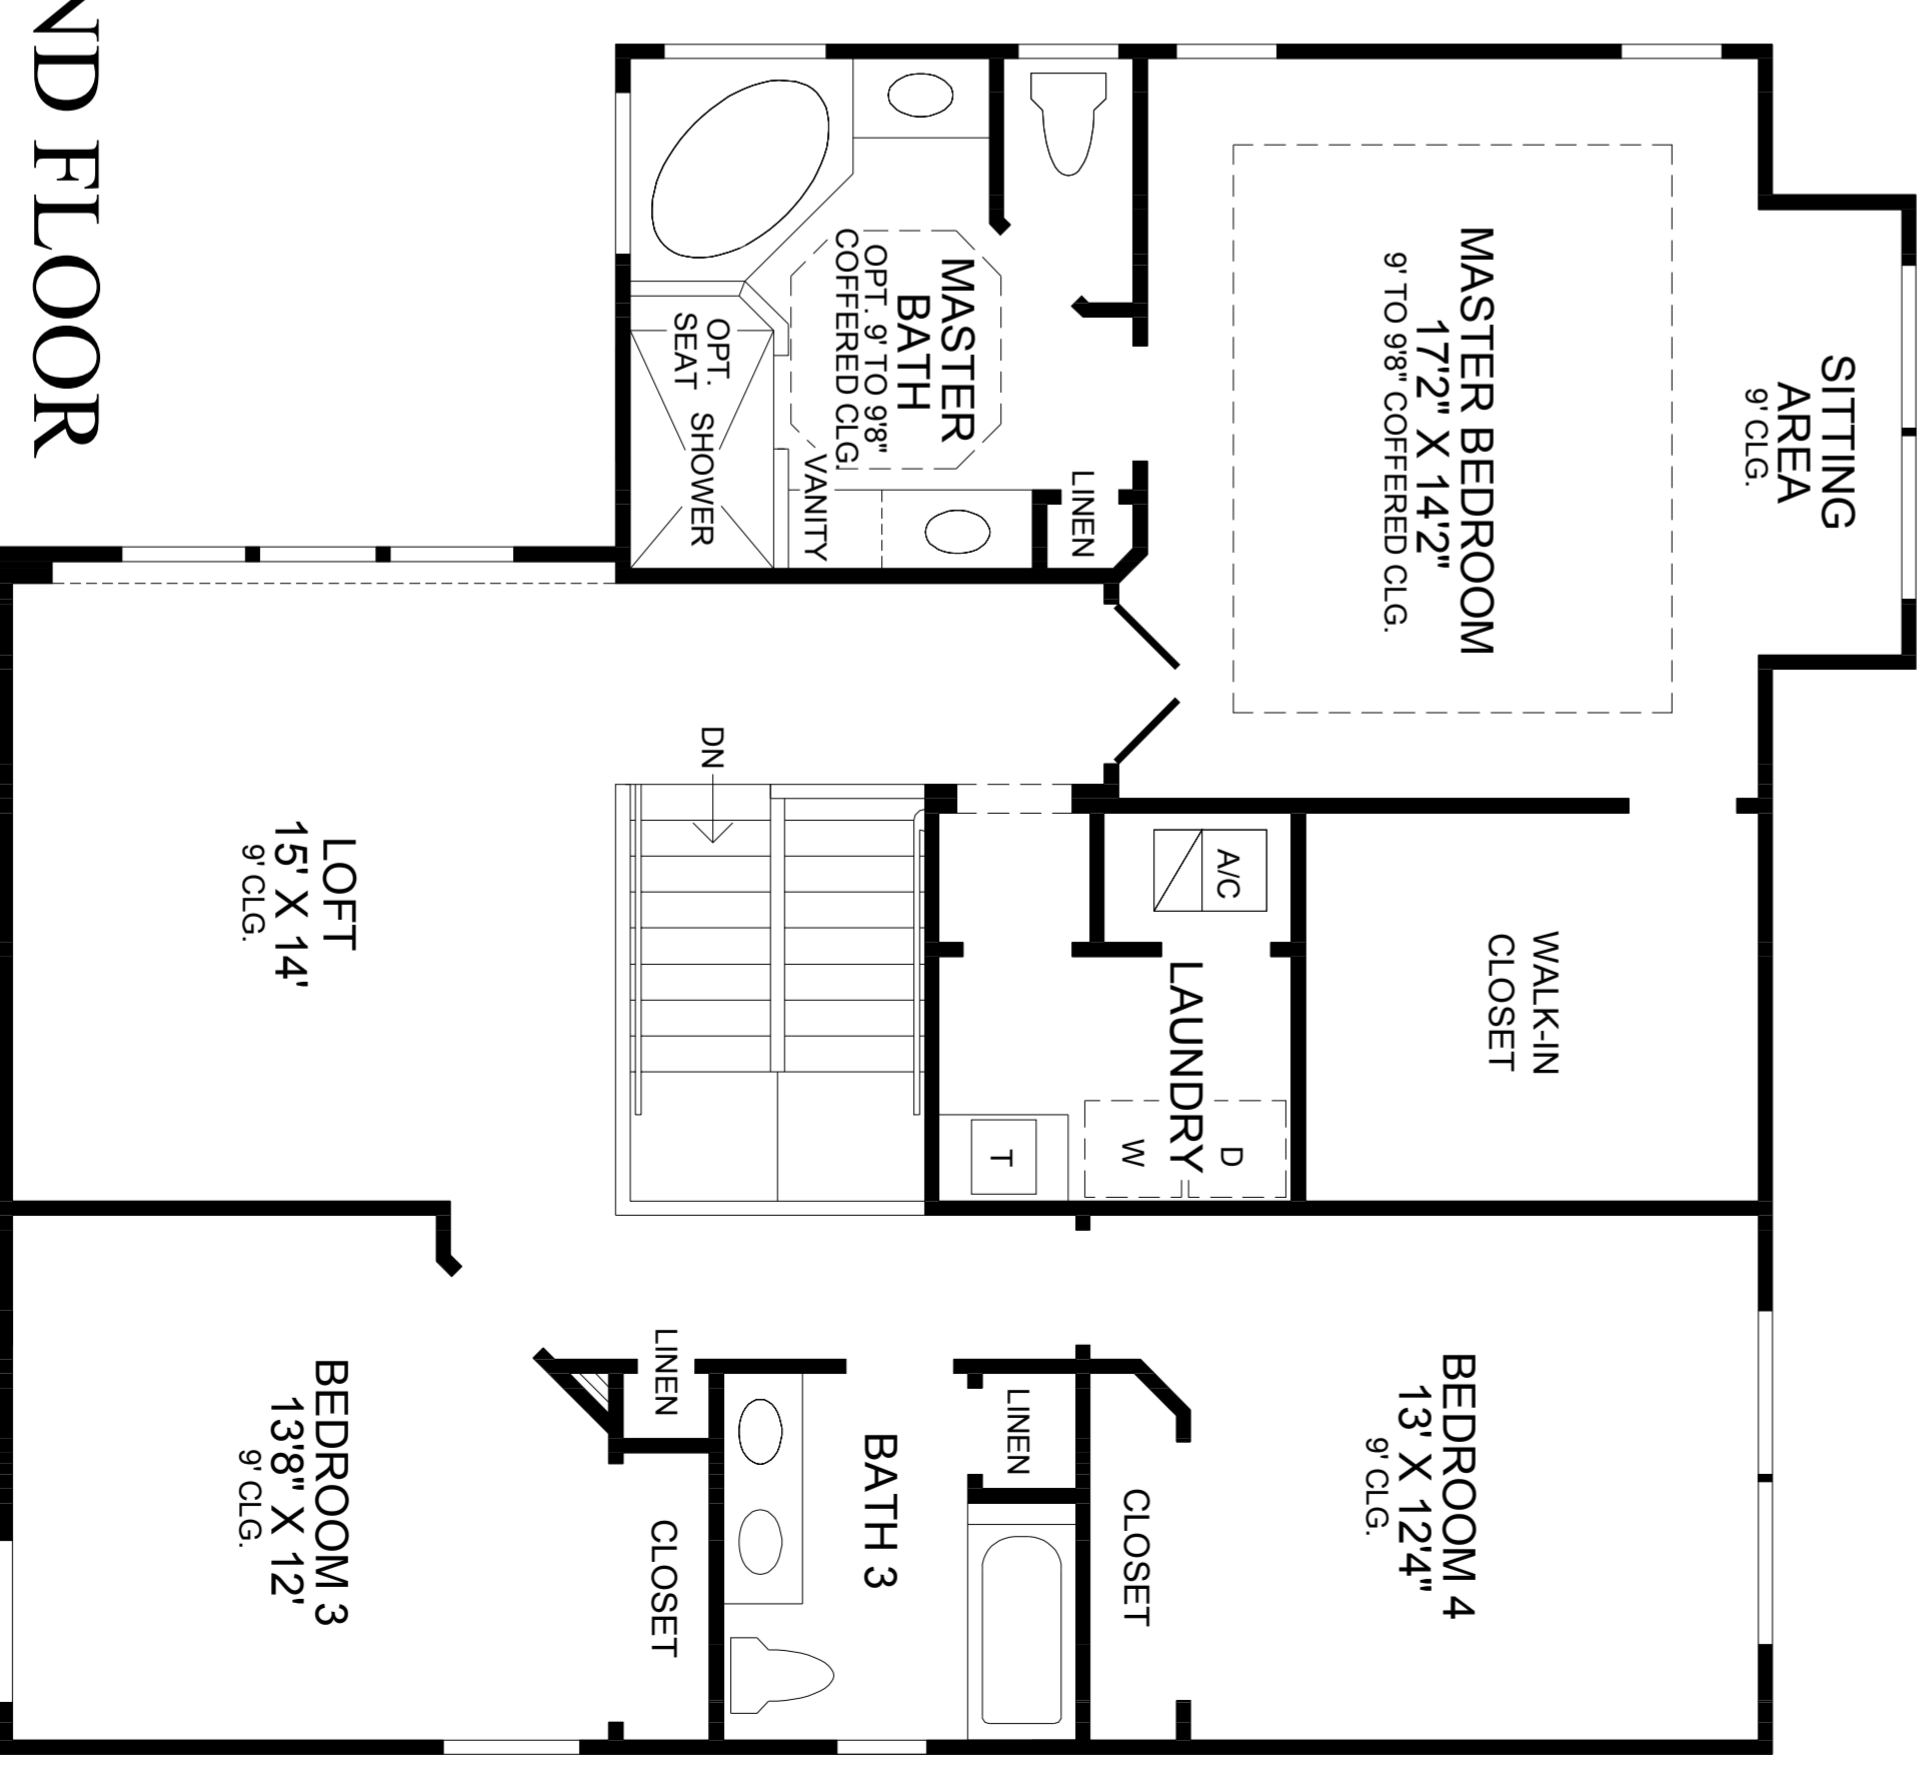 SITTING
AREA
9' CLG.
MASTER BEDROOM
17'2" X 14'2"
9' TO 9'8" COFFERED CLG.
MASTER
BATH
OPT. 9' TO 9'8"
COFFERED CLG.
LINEN
VANITY
OPT.
SEAT
SHOWER
WALK-IN
CLOSET
A/C
LAUNDRY
D
W
T
DN
LOFT
15' X 14'
9' CLG.
BEDROOM 4
13' X 12'4"
9' CLG.
CLOSET
LINEN
BATH 3
LINEN
CLOSET
BEDROOM 3
13'8" X 12'
9' CLG.
ND FLOOR